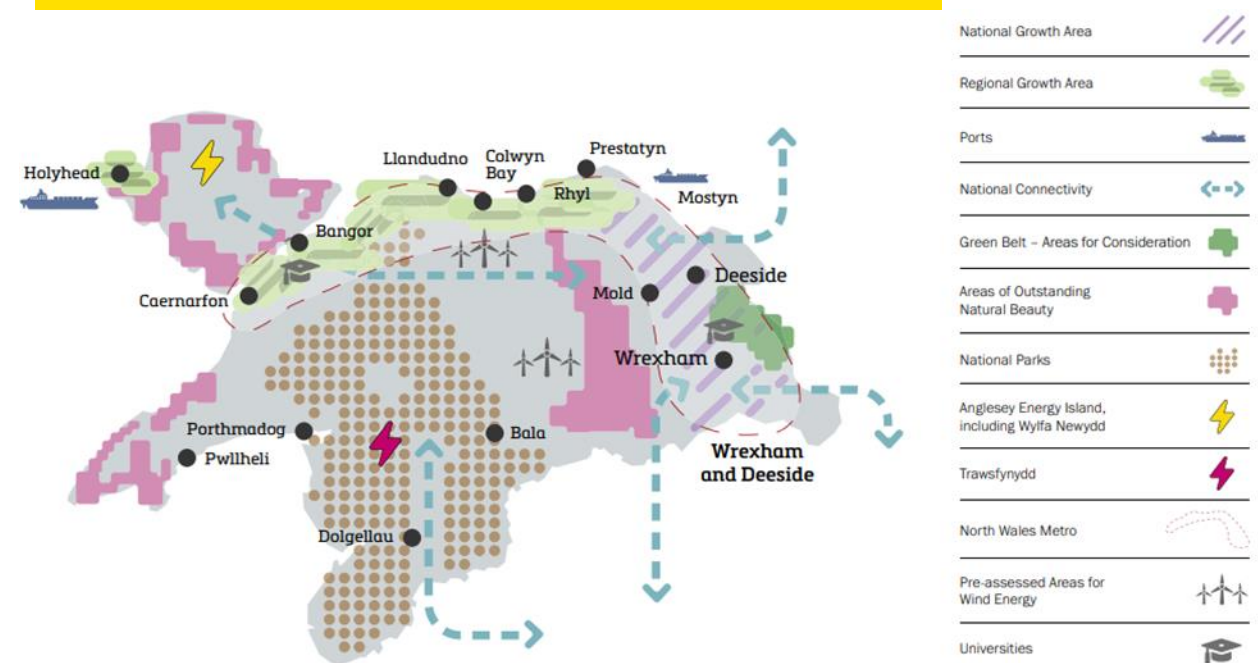 Holyhead
Llandudno
Colwyn
Bay
Prestatyn
Rhyl
Mostyn
Bangor
Caernarfon
Mold
Deeside
Wrexham
Porthmadog
Pwllheli
Bala
Wrexham
and Deeside
Dolgellau
National Growth Area
Regional Growth Area
Ports
National Connectivity
Green Belt – Areas for Consideration
Areas of Outstanding
Natural Beauty
National Parks
Anglesey Energy Island,
including Wylfa Newydd
Trawsfynydd
North Wales Metro
Pre-assessed Areas for
Wind Energy
Universities